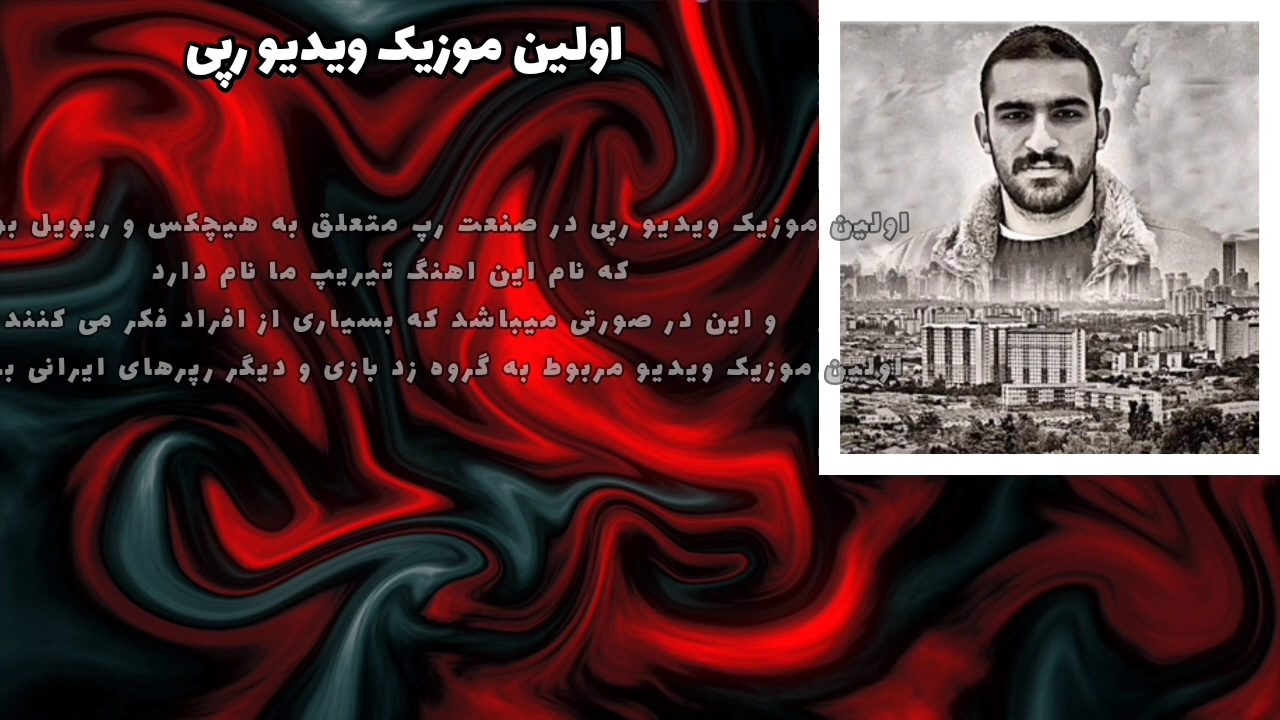 اولین موزیک ویدیو رپی
اولین موزیک ویدیو رپی در صنعت رپ متعلق به هیچکس و ریویل
که نام این اهنگ تیریپ ما نام دارد
و این در صورتی میباشد که بسیاری از افراد فکر می کنند
اولین موزیک ویدیو مربوط به گروه زد بازی و دیگر رپرهای ایرانی